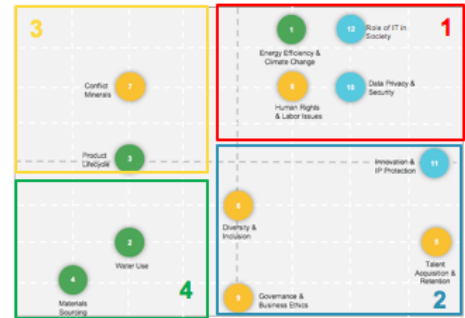 3
1
1
Energy Efficiency &
Climate Change
12
Role of IT in
Society
Conflict
Minerals
7
Human Rights
& Labor Issues
10
Data Privacy &
Security
Product
Lifecycle
3
Innovation &
IP Protection
11
Diversity &
Inclusion
2
Water Use
Talent
Acquisition &
Retention
4
Materials
Sourcing
4
9
Governance &
Business Ethics
2